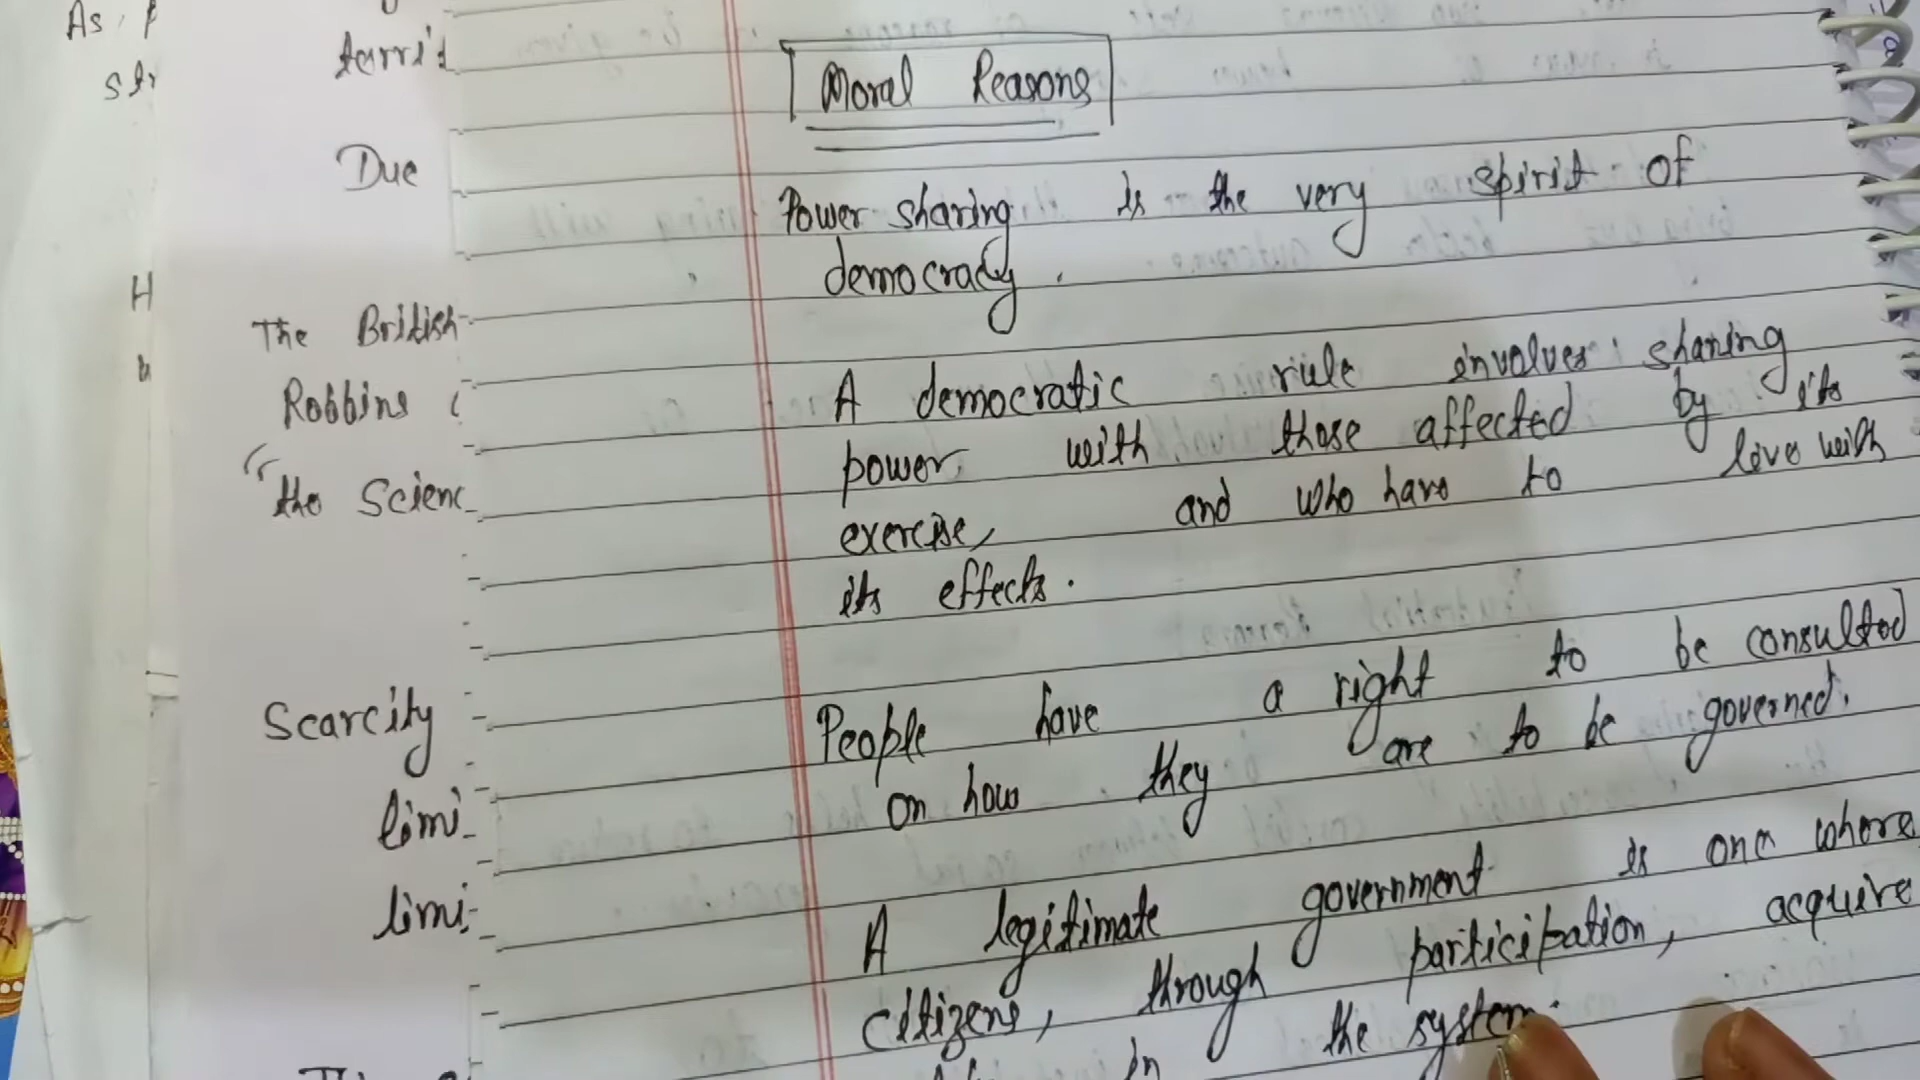 As
terri
Due
The British
Robbins
"the Scienc
Scarcity
limi
limi
Moral Reasons
Power sharing is the very spirit of
democracy.
A democratic rule involves sharing
power with those affected by its
exercise, and who have to live with
its effects.
People have a right to be consulted
on how they are to be governed.
A legitimate government is one where
citizens, through participation, acquire
in the system.